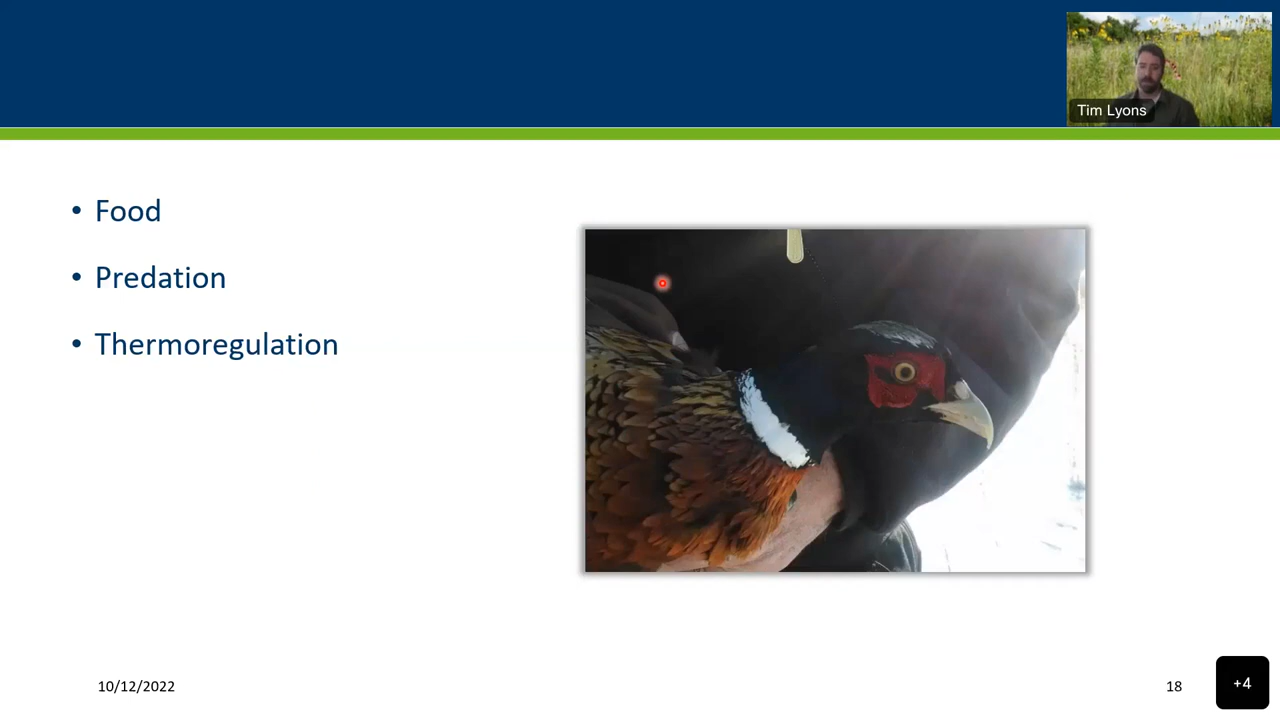 Tim Lyons
• Food
• Predation
• Thermoregulation
10/12/2022
18
+4